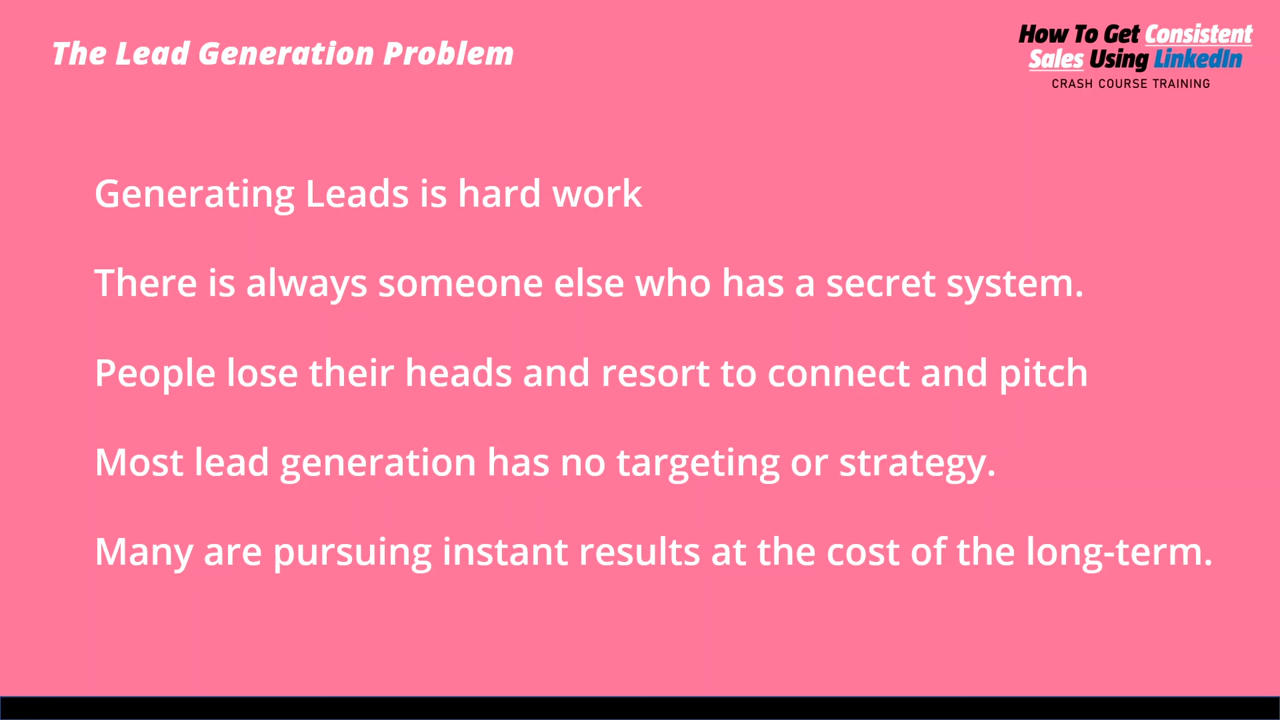 The Lead Generation Problem
How To Get Consistent
Sales Using LinkedIn
CRASH COURSE TRAINING
Generating Leads is hard work
There is always someone else who has a secret system.
People lose their heads and resort to connect and pitch
Most lead generation has no targeting or strategy.
Many are pursuing instant results at the cost of the long-term.